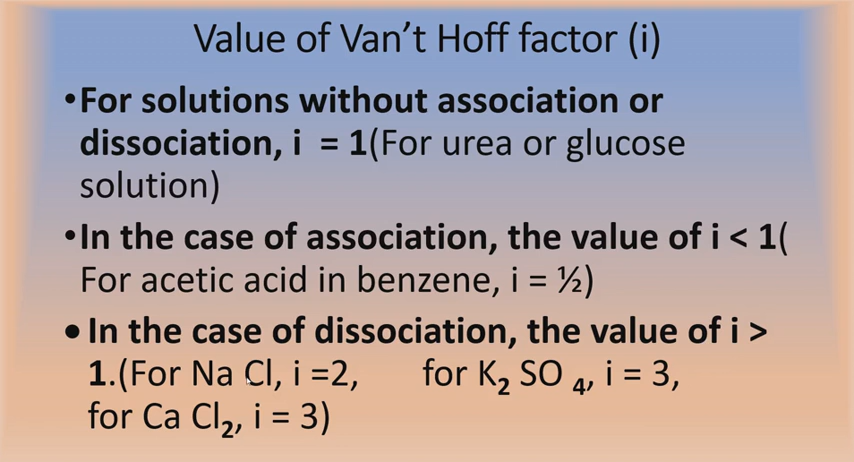 Value of Van’t Hoff factor (i)
•For solutions without association or
dissociation, i = 1(For urea or glucose
solution)
•In the case of association, the value of i < 1(
For acetic acid in benzene, i = ½)
• In the case of dissociation, the value of i >
1.(For Na Cl, i =2, for K₂ SO ₄, i = 3,
for Ca Cl₂, i = 3)